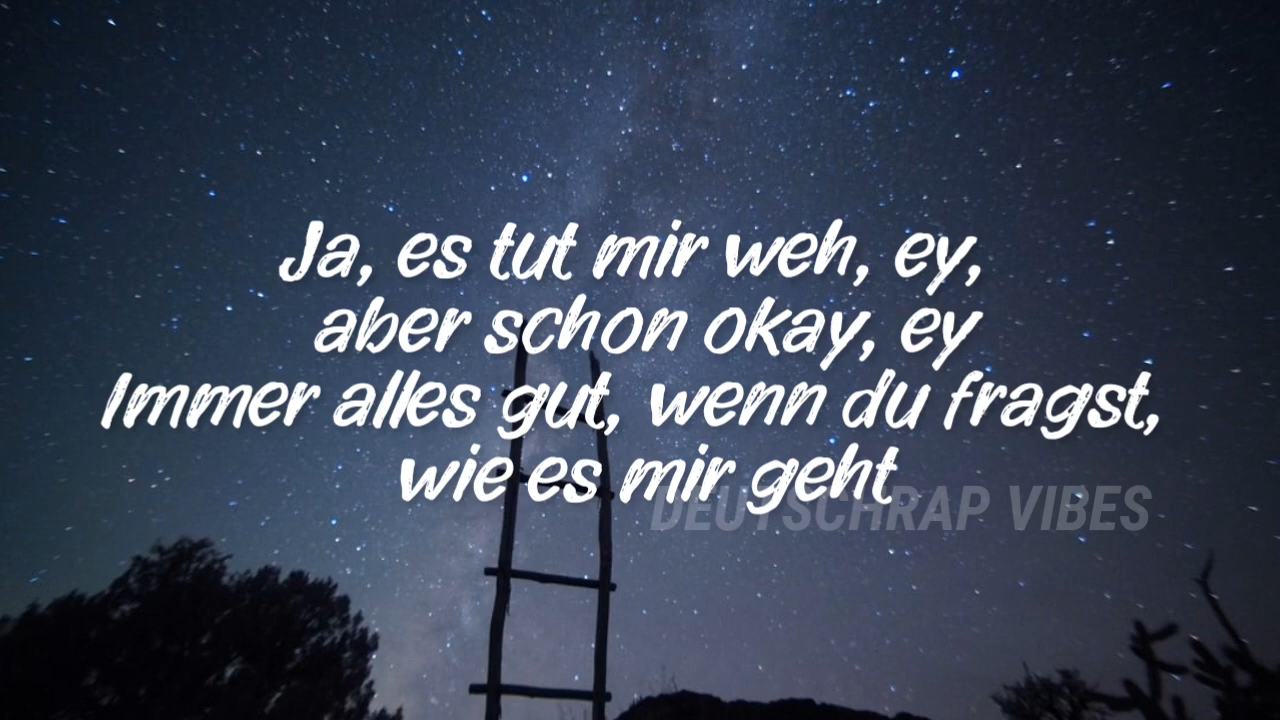 Ja, es tut mir weh, ey,
aber schon okay, ey
Immer alles gut, wenn du fragst,
wie es mir geht
DEUTSCHRAP VIBES